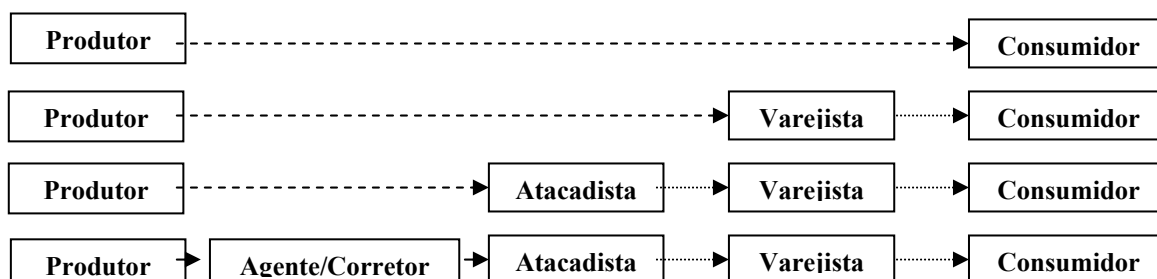 Produtor Consumidor
Produtor Varejista Consumidor
Produtor Atacadista Varejista Consumidor
Produtor Agente/Corretor Atacadista Varejista Consumidor